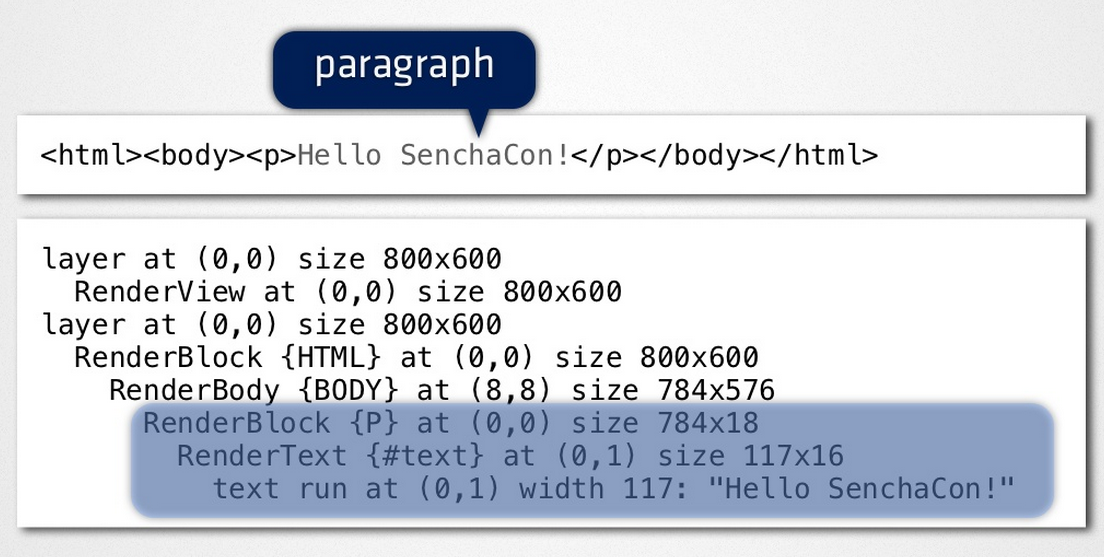 paragraph
<html><body><p>Hello SenchaCon!</p></body></html>
layer at (0,0) size 800x600
RenderView at (0,0) size 800x600
layer at (0,0) size 800x600
RenderBlock {HTML} at (0,0) size 800x600
RenderBody {BODY} at (8,8) size 784x576
RenderBlock {P} at (0,0) size 784x18
RenderText {#text} at (0,1) size 117x16
text run at (0,1) width 117: "Hello SenchaCon!"